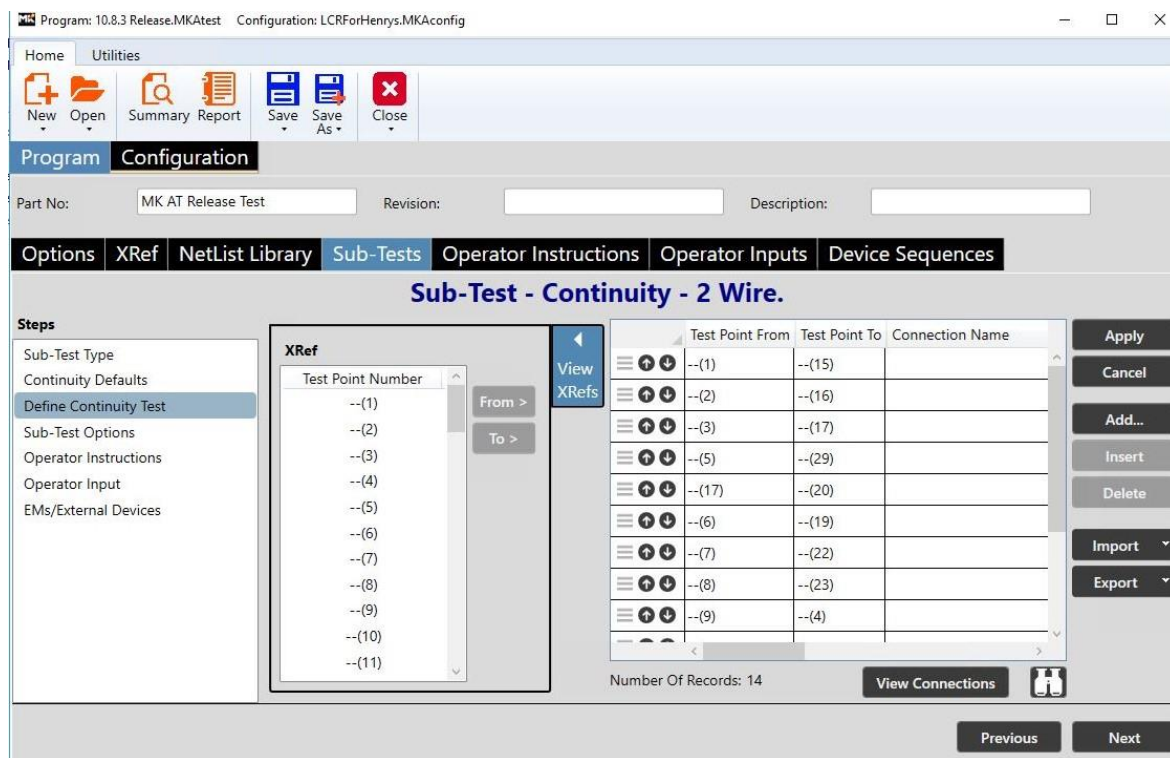 MK Program: 10.8.3 Release.MKAtest Configuration: LCRForHenrys.MKAconfig
Home Utilities
New Open Summary Report Save Save As Close
Program Configuration
Part No: MK AT Release Test Revision: Description:
Options XRef NetList Library Sub-Tests Operator Instructions Operator Inputs Device Sequences
Sub-Test - Continuity - 2 Wire.
Steps
Sub-Test Type
Continuity Defaults
Define Continuity Test
Sub-Test Options
Operator Instructions
Operator Input
EMs/External Devices
XRef
Test Point Number
--(1)
--(2)
--(3)
--(4)
--(5)
--(6)
--(7)
--(8)
--(9)
--(10)
--(11)
From >
To >
View
XRefs
Test Point From Test Point To Connection Name
--(1) --(15)
--(2) --(16)
--(3) --(17)
--(5) --(29)
--(17) --(20)
--(6) --(19)
--(7) --(22)
--(8) --(23)
--(9) --(4)
Number Of Records: 14
View Connections
Apply
Cancel
Add...
Insert
Delete
Import
Export
Previous Next